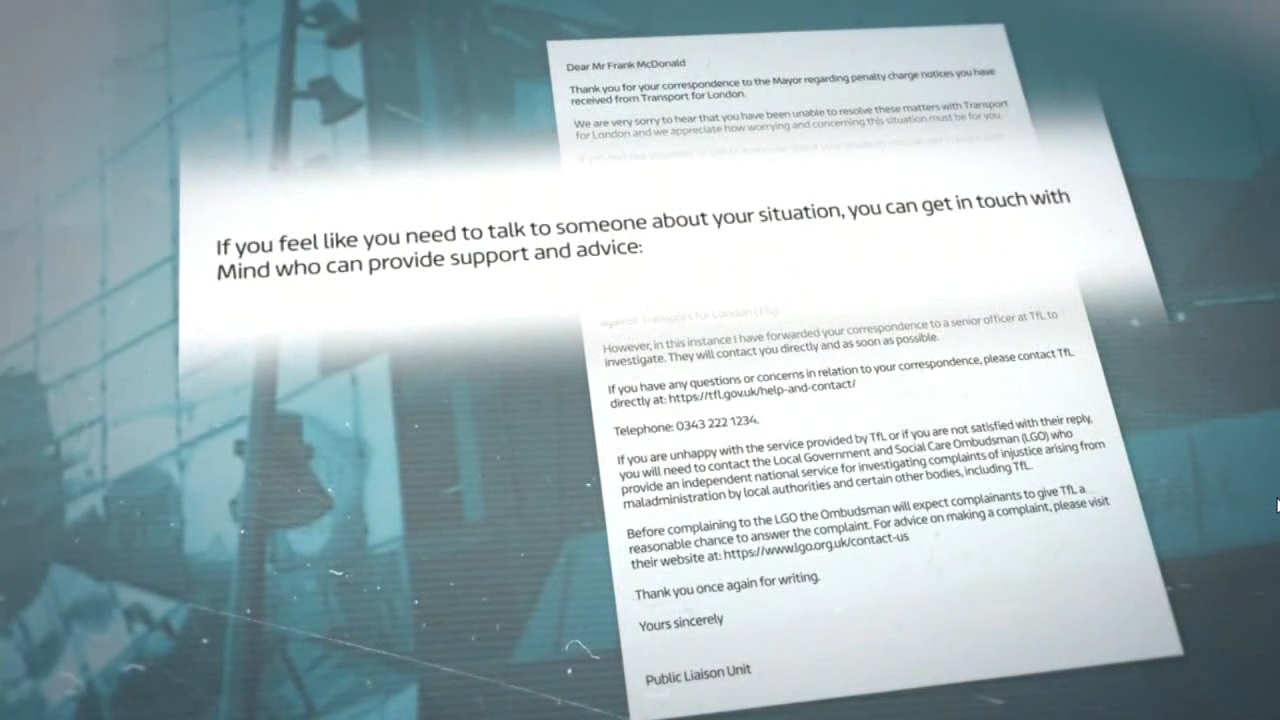 Dear Mr Frank McDonald
Thank you for your correspondence to the Mayor regarding penalty charge notices you have
received from Transport for London.
We are very sorry to hear that you have been unable to resolve these matters with Transport
for London and we appreciate how worrying and concerning this situation must be for you.
If you feel like you need to talk to someone about your situation, you can get in touch with
Mind who can provide support and advice:
against Transport for London (TfL).
However, in this instance I have forwarded your correspondence to a senior officer at TfL to
investigate. They will contact you directly and as soon as possible.
If you have any questions or concerns in relation to your correspondence, please contact TfL
directly at: https://tfl.gov.uk/help-and-contact/
Telephone: 0343 222 1234.
If you are unhappy with the service provided by TfL or if you are not satisfied with their reply,
you will need to contact the Local Government and Social Care Ombudsman (LGO) who
provide an independent national service for investigating complaints of injustice arising from
maladministration by local authorities and certain other bodies, including TfL.
Before complaining to the LGO the Ombudsman will expect complainants to give TfL a
reasonable chance to answer the complaint. For advice on making a complaint, please visit
their website at: https://www.lgo.org.uk/contact-us
Thank you once again for writing.
Yours sincerely
Public Liaison Unit